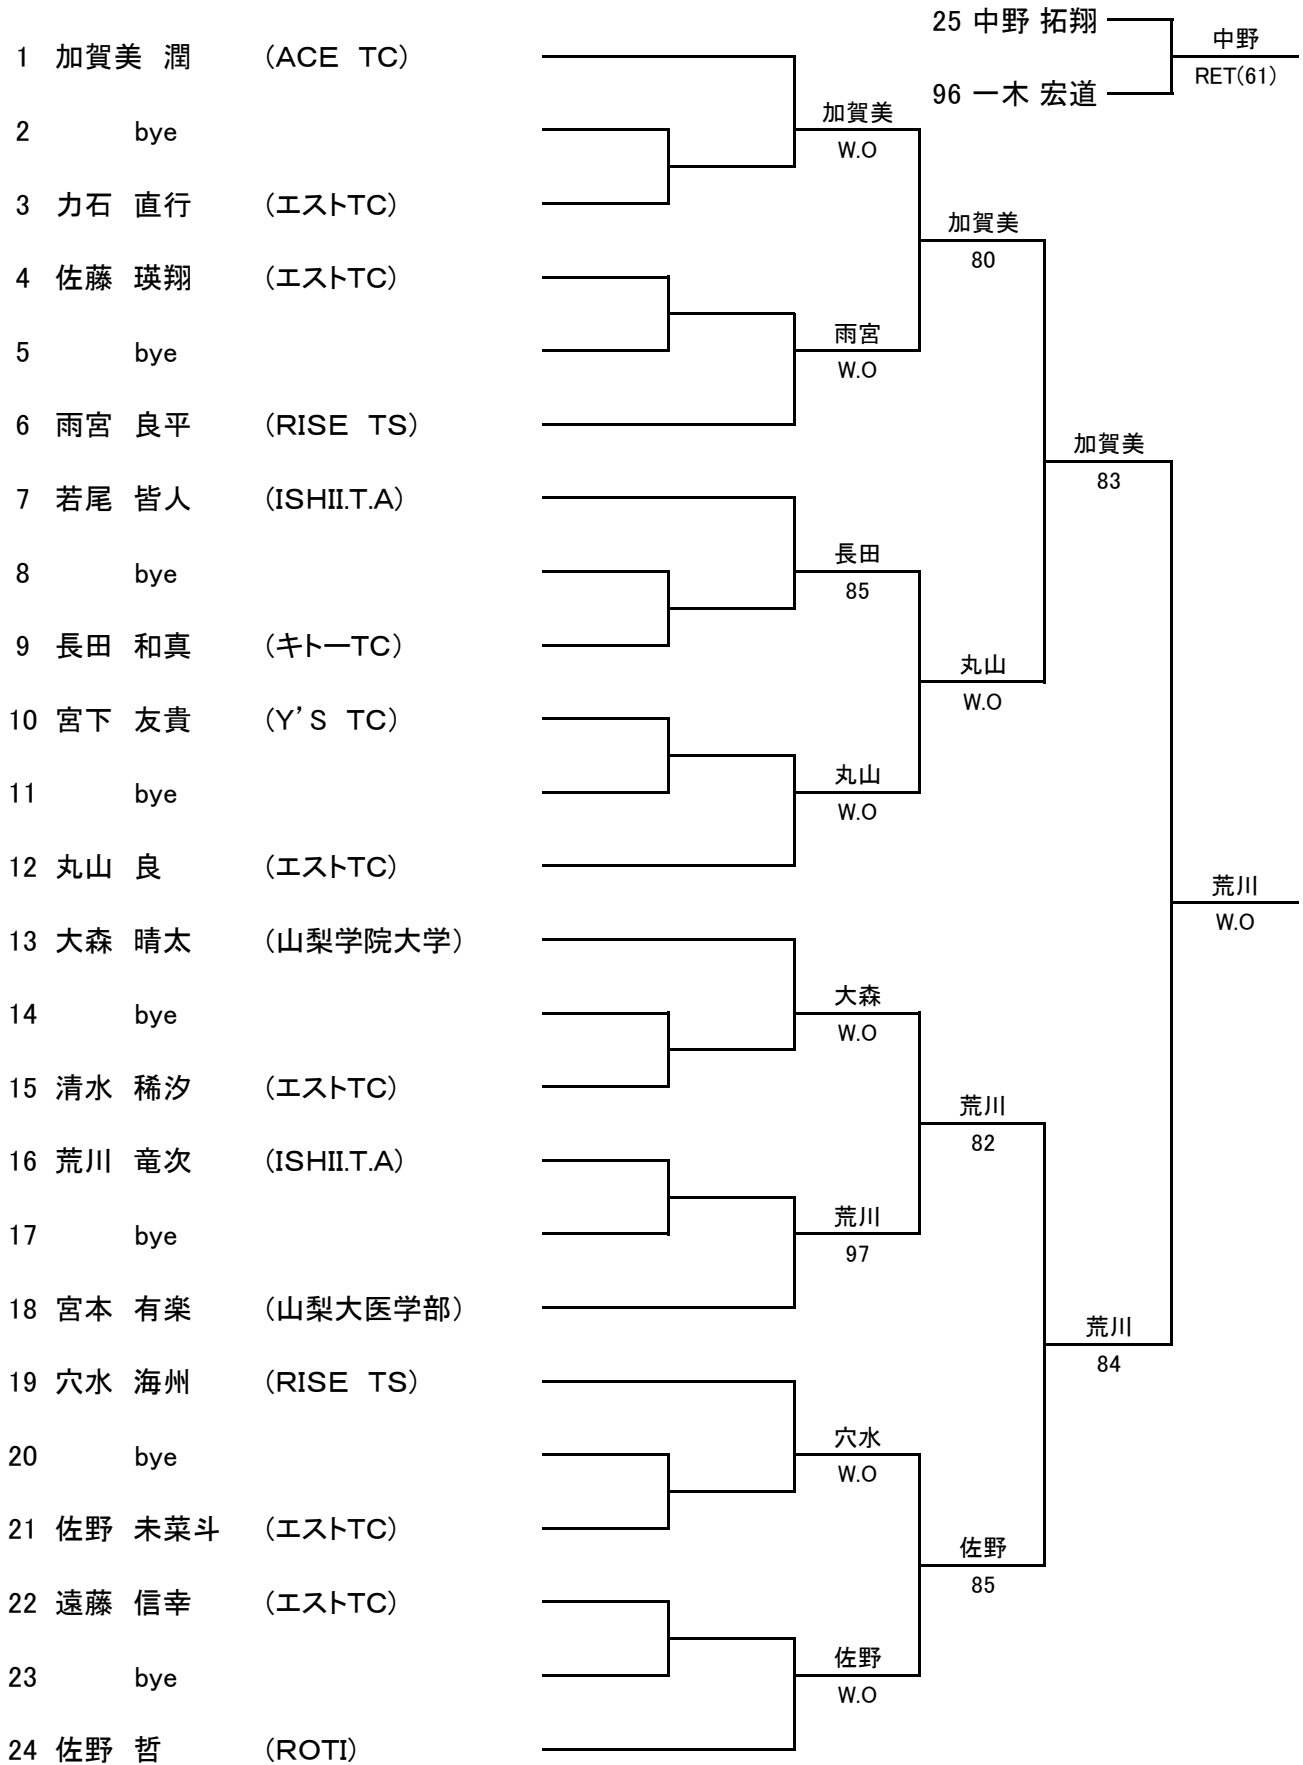 25 中野 拓翔
中野
RET(61)
96 一木 宏道
1 加賀美 潤 (ACE TC)
加賀美
W.O
2 bye
3 力石 直行 (エストTC)
加賀美
80
4 佐藤 瑛翔 (エストTC)
雨宮
W.O
5 bye
6 雨宮 良平 (RISE TS)
加賀美
83
7 若尾 皆人 (ISHII.T.A)
長田
85
8 bye
9 長田 和真 (キトーTC)
丸山
W.O
10 宮下 友貴 (Y'S TC)
丸山
W.O
11 bye
12 丸山 良 (エストTC)
荒川
W.O
13 大森 晴太 (山梨学院大学)
大森
W.O
14 bye
15 清水 稀汐 (エストTC)
荒川
82
16 荒川 竜次 (ISHII.T.A)
荒川
97
17 bye
18 宮本 有楽 (山梨大医学部)
荒川
84
19 穴水 海州 (RISE TS)
穴水
W.O
20 bye
21 佐野 未菜斗 (エストTC)
佐野
85
22 遠藤 信幸 (エストTC)
佐野
W.O
23 bye
24 佐野 哲 (ROTI)